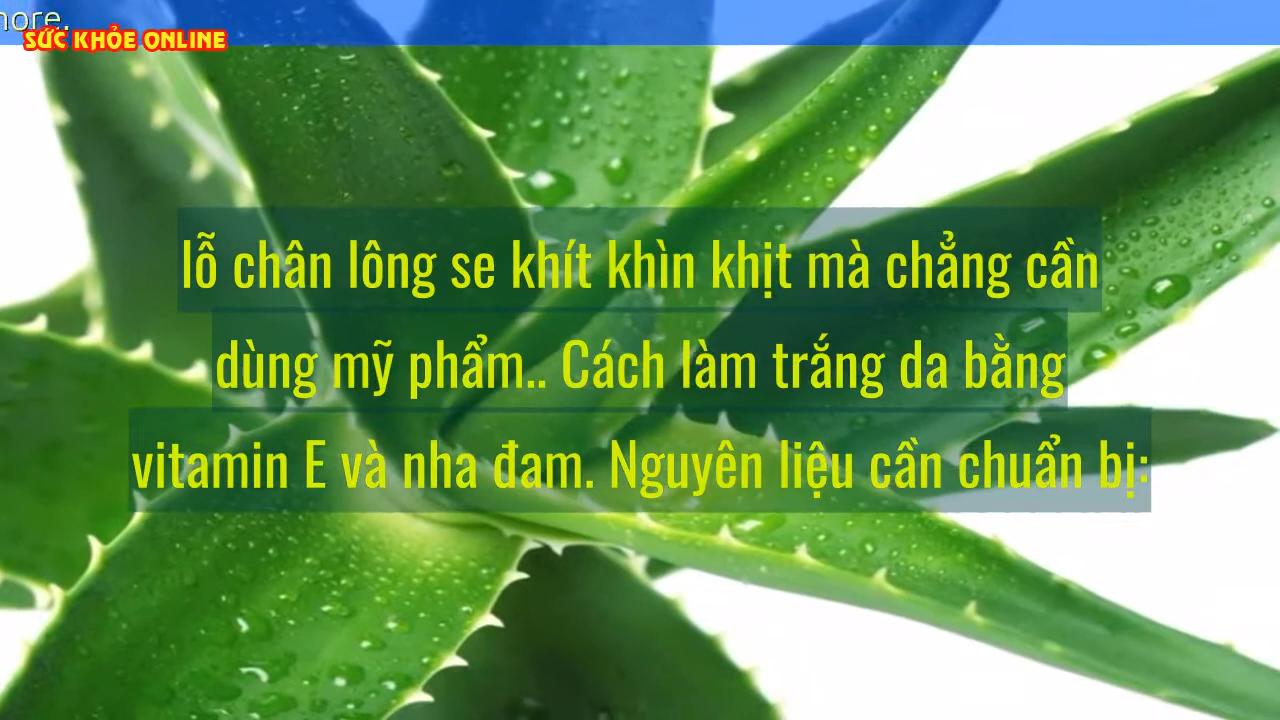 more.
SỨC KHỎE ONLINE
lỗ chân lông se khít khìn khịt mà chẳng cần
dùng mỹ phẩm.. Cách làm trắng da bằng
vitamin E và nha đam. Nguyên liệu cần chuẩn bị: